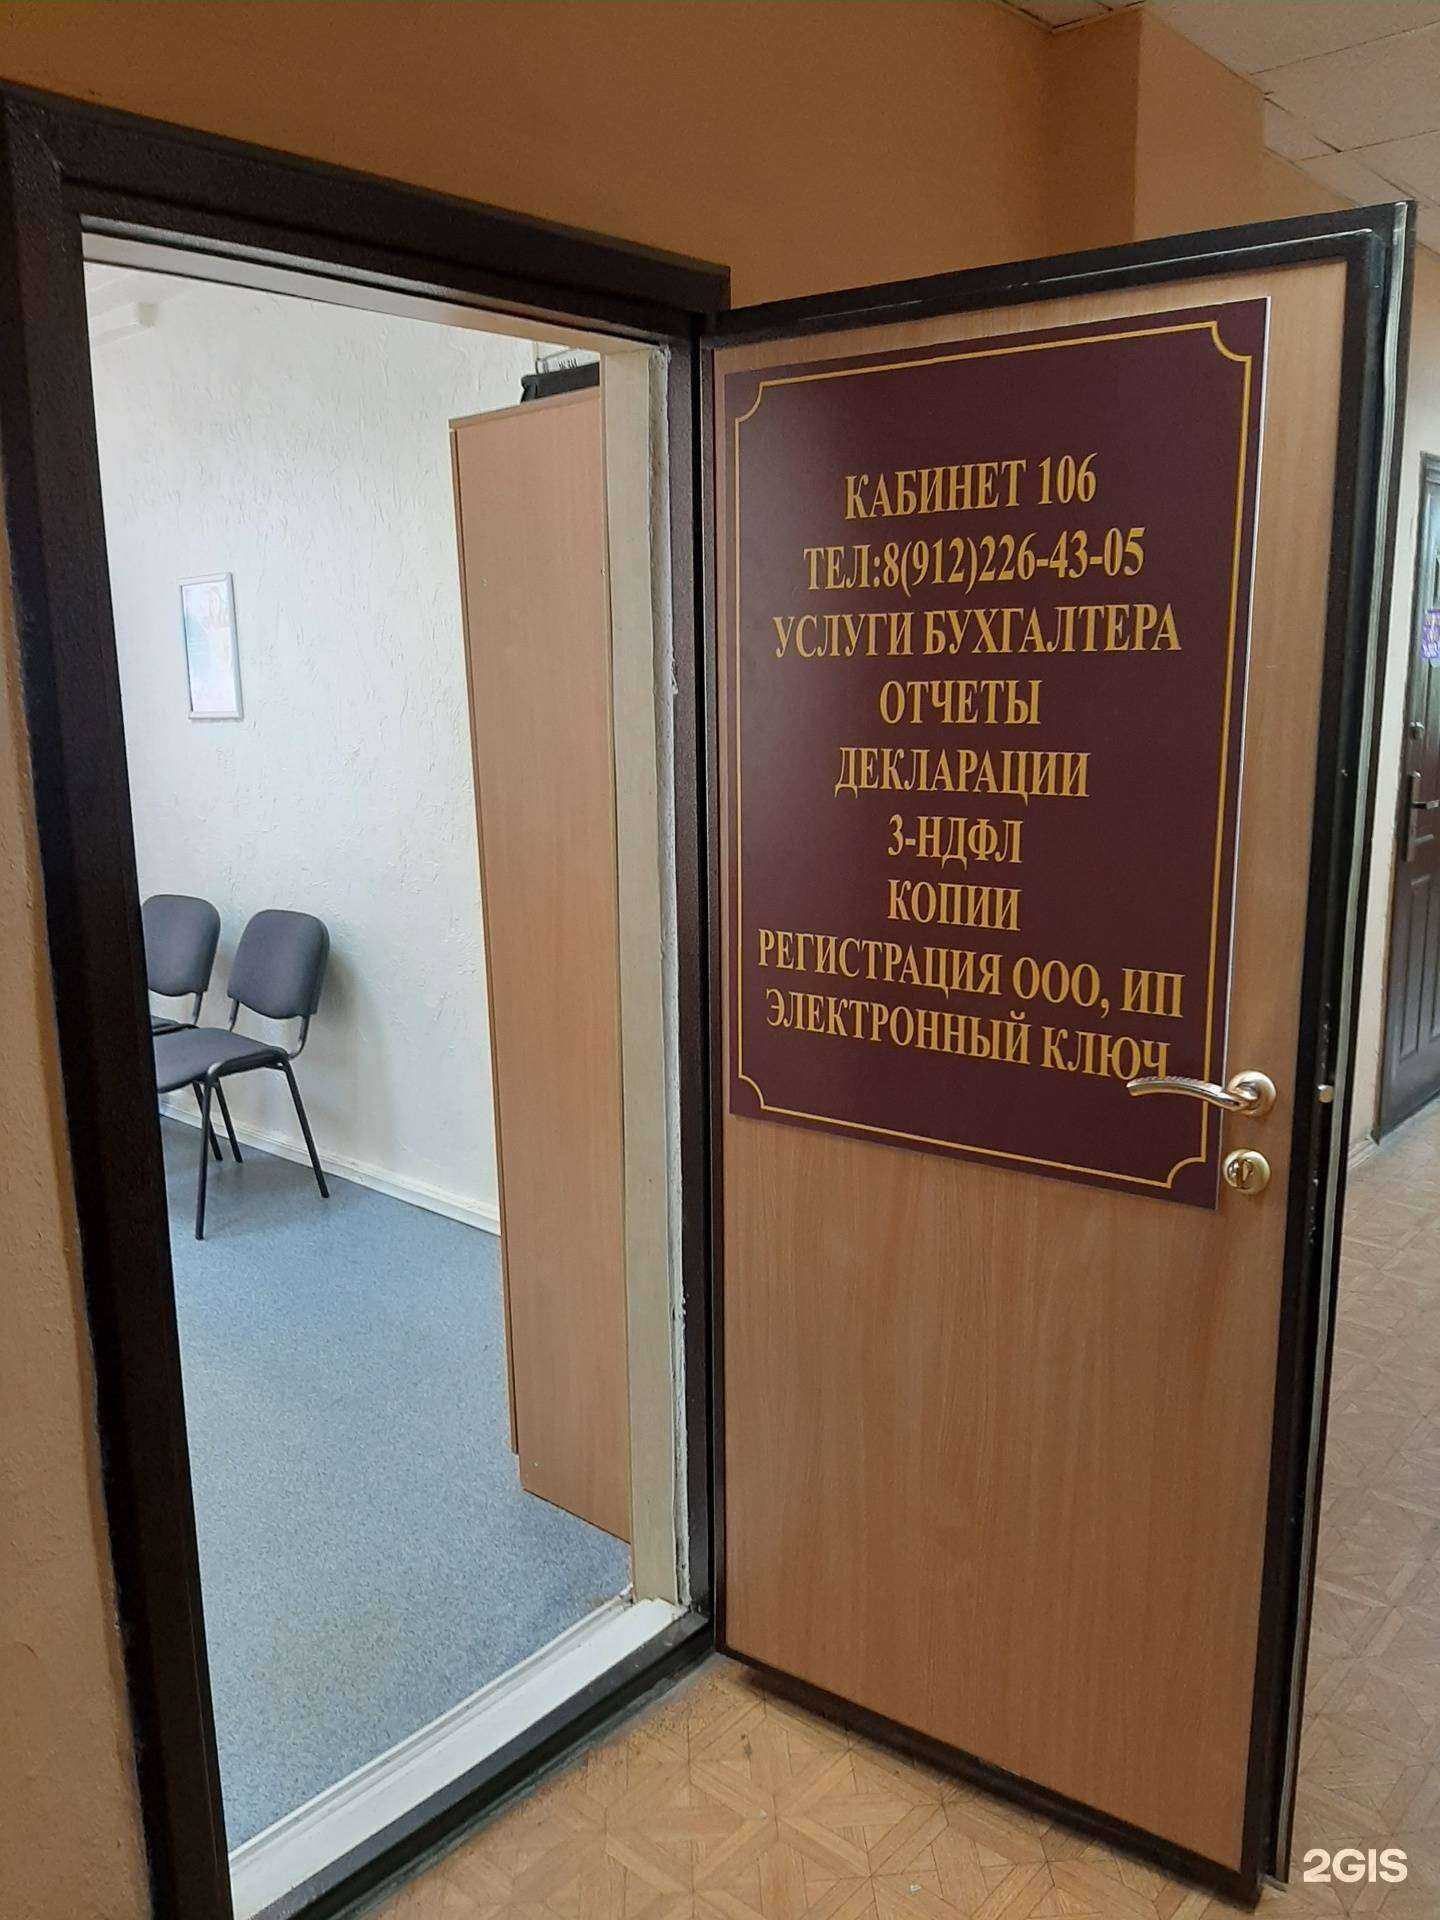 КАБИНЕТ 106
ТЕЛ:8(912)226-43-05
УСЛУГИ БУХГАЛТЕРА
ОТЧЕТЫ
ДЕКЛАРАЦИИ
3-НДФЛ
КОПИИ
РЕГИСТРАЦИЯ ООО, ИП
ЭЛЕКТРОННЫЙ КЛЮЧ
2GIS